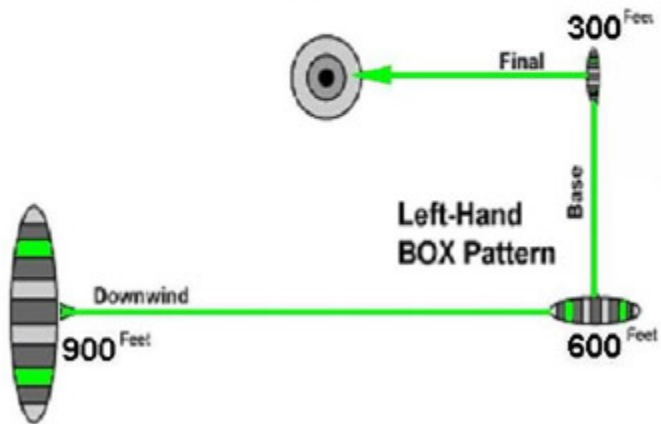 300 Feet
Final
Base
Left-Hand
BOX Pattern
Downwind
900 Feet
600 Feet